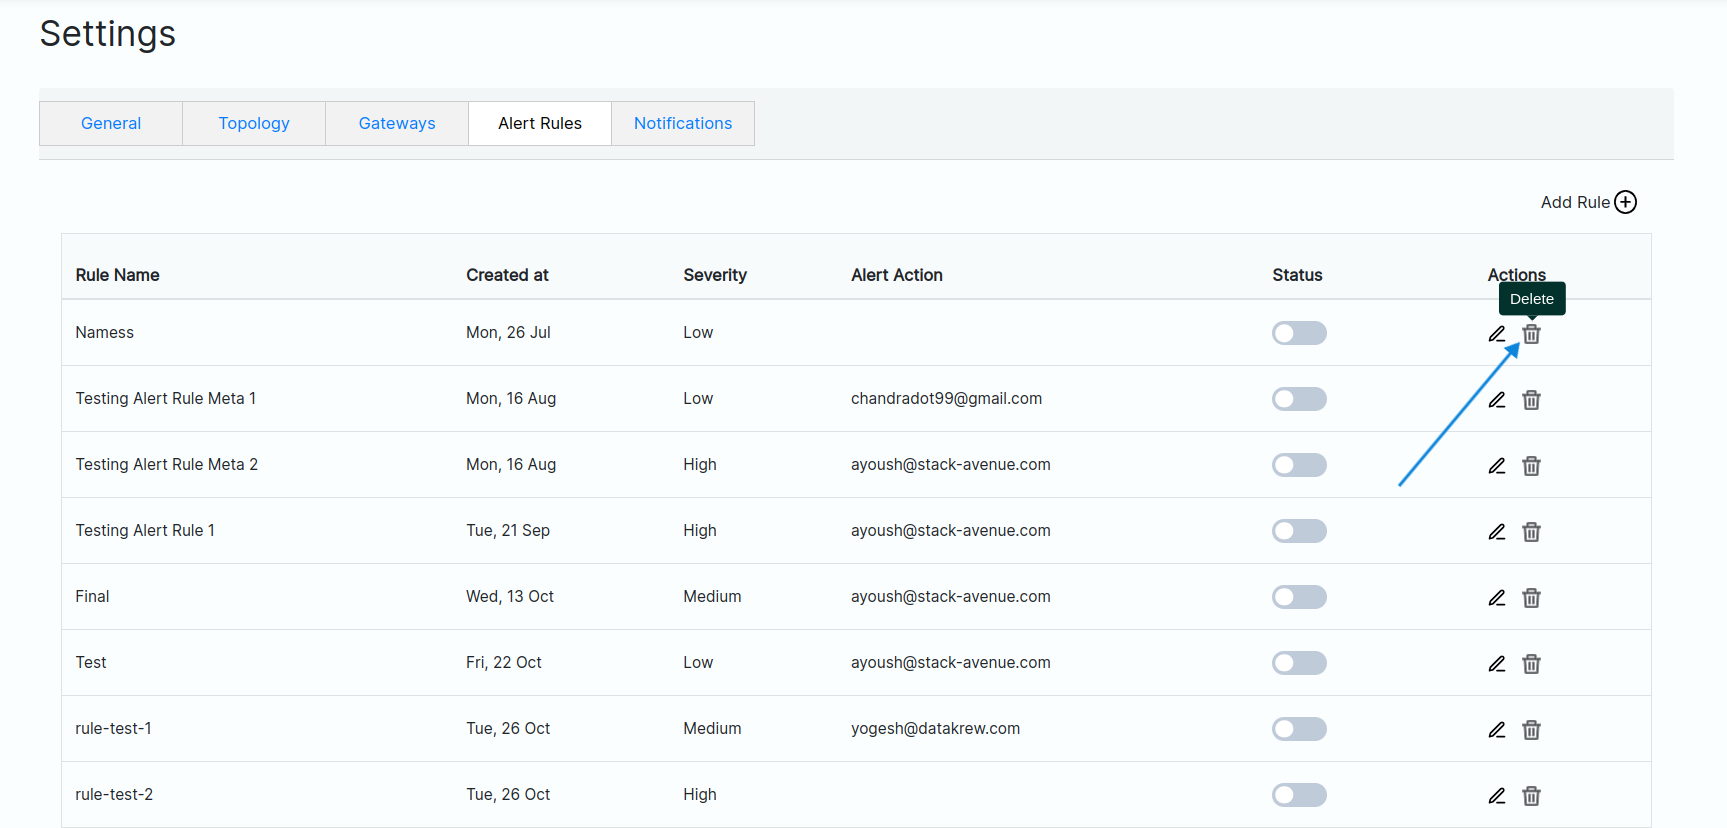 Settings
General Topology Gateways Alert Rules Notifications
Add Rule
Rule Name Created at Severity Alert Action Status Actions
Delete
Namess Mon, 26 Jul Low
Testing Alert Rule Meta 1 Mon, 16 Aug Low chandradot99@gmail.com
Testing Alert Rule Meta 2 Mon, 16 Aug High ayoush@stack-avenue.com
Testing Alert Rule 1 Tue, 21 Sep High ayoush@stack-avenue.com
Final Wed, 13 Oct Medium ayoush@stack-avenue.com
Test Fri, 22 Oct Low ayoush@stack-avenue.com
rule-test-1 Tue, 26 Oct Medium yogesh@datakrew.com
rule-test-2 Tue, 26 Oct High